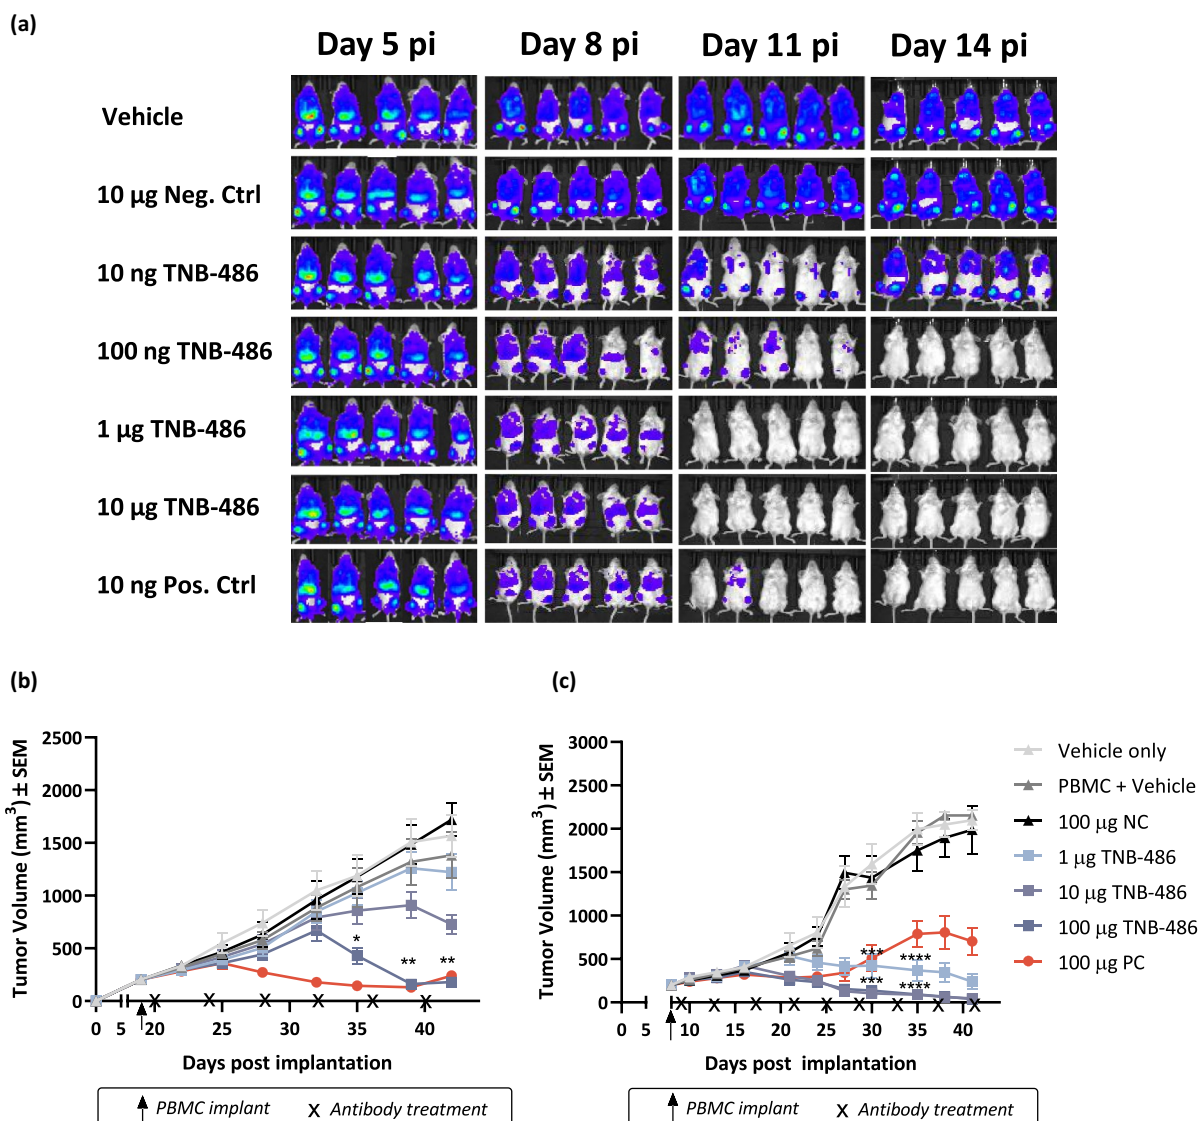 (a)
Day 5 pi Day 8 pi Day 11 pi Day 14 pi
Vehicle
10 µg Neg. Ctrl
10 ng TNB-486
100 ng TNB-486
1 µg TNB-486
10 µg TNB-486
10 ng Pos. Ctrl
(b)
Tumor Volume (mm³) ± SEM
2500
2000
1500
1000
500
0
* ** **
x x x x x x
0 5 20 25 30 35 40
Days post implantation
PBMC implant x Antibody treatment
(c)
Tumor Volume (mm³) ± SEM
3000
2500
2000
1500
1000
500
0
*** ****
*** ****
x x x x x x x x x
0 5 10 15 20 25 30 35 40
Days post implantation
PBMC implant x Antibody treatment
Vehicle only
PBMC + Vehicle
100 µg NC
1 µg TNB-486
10 µg TNB-486
100 µg TNB-486
100 µg PC